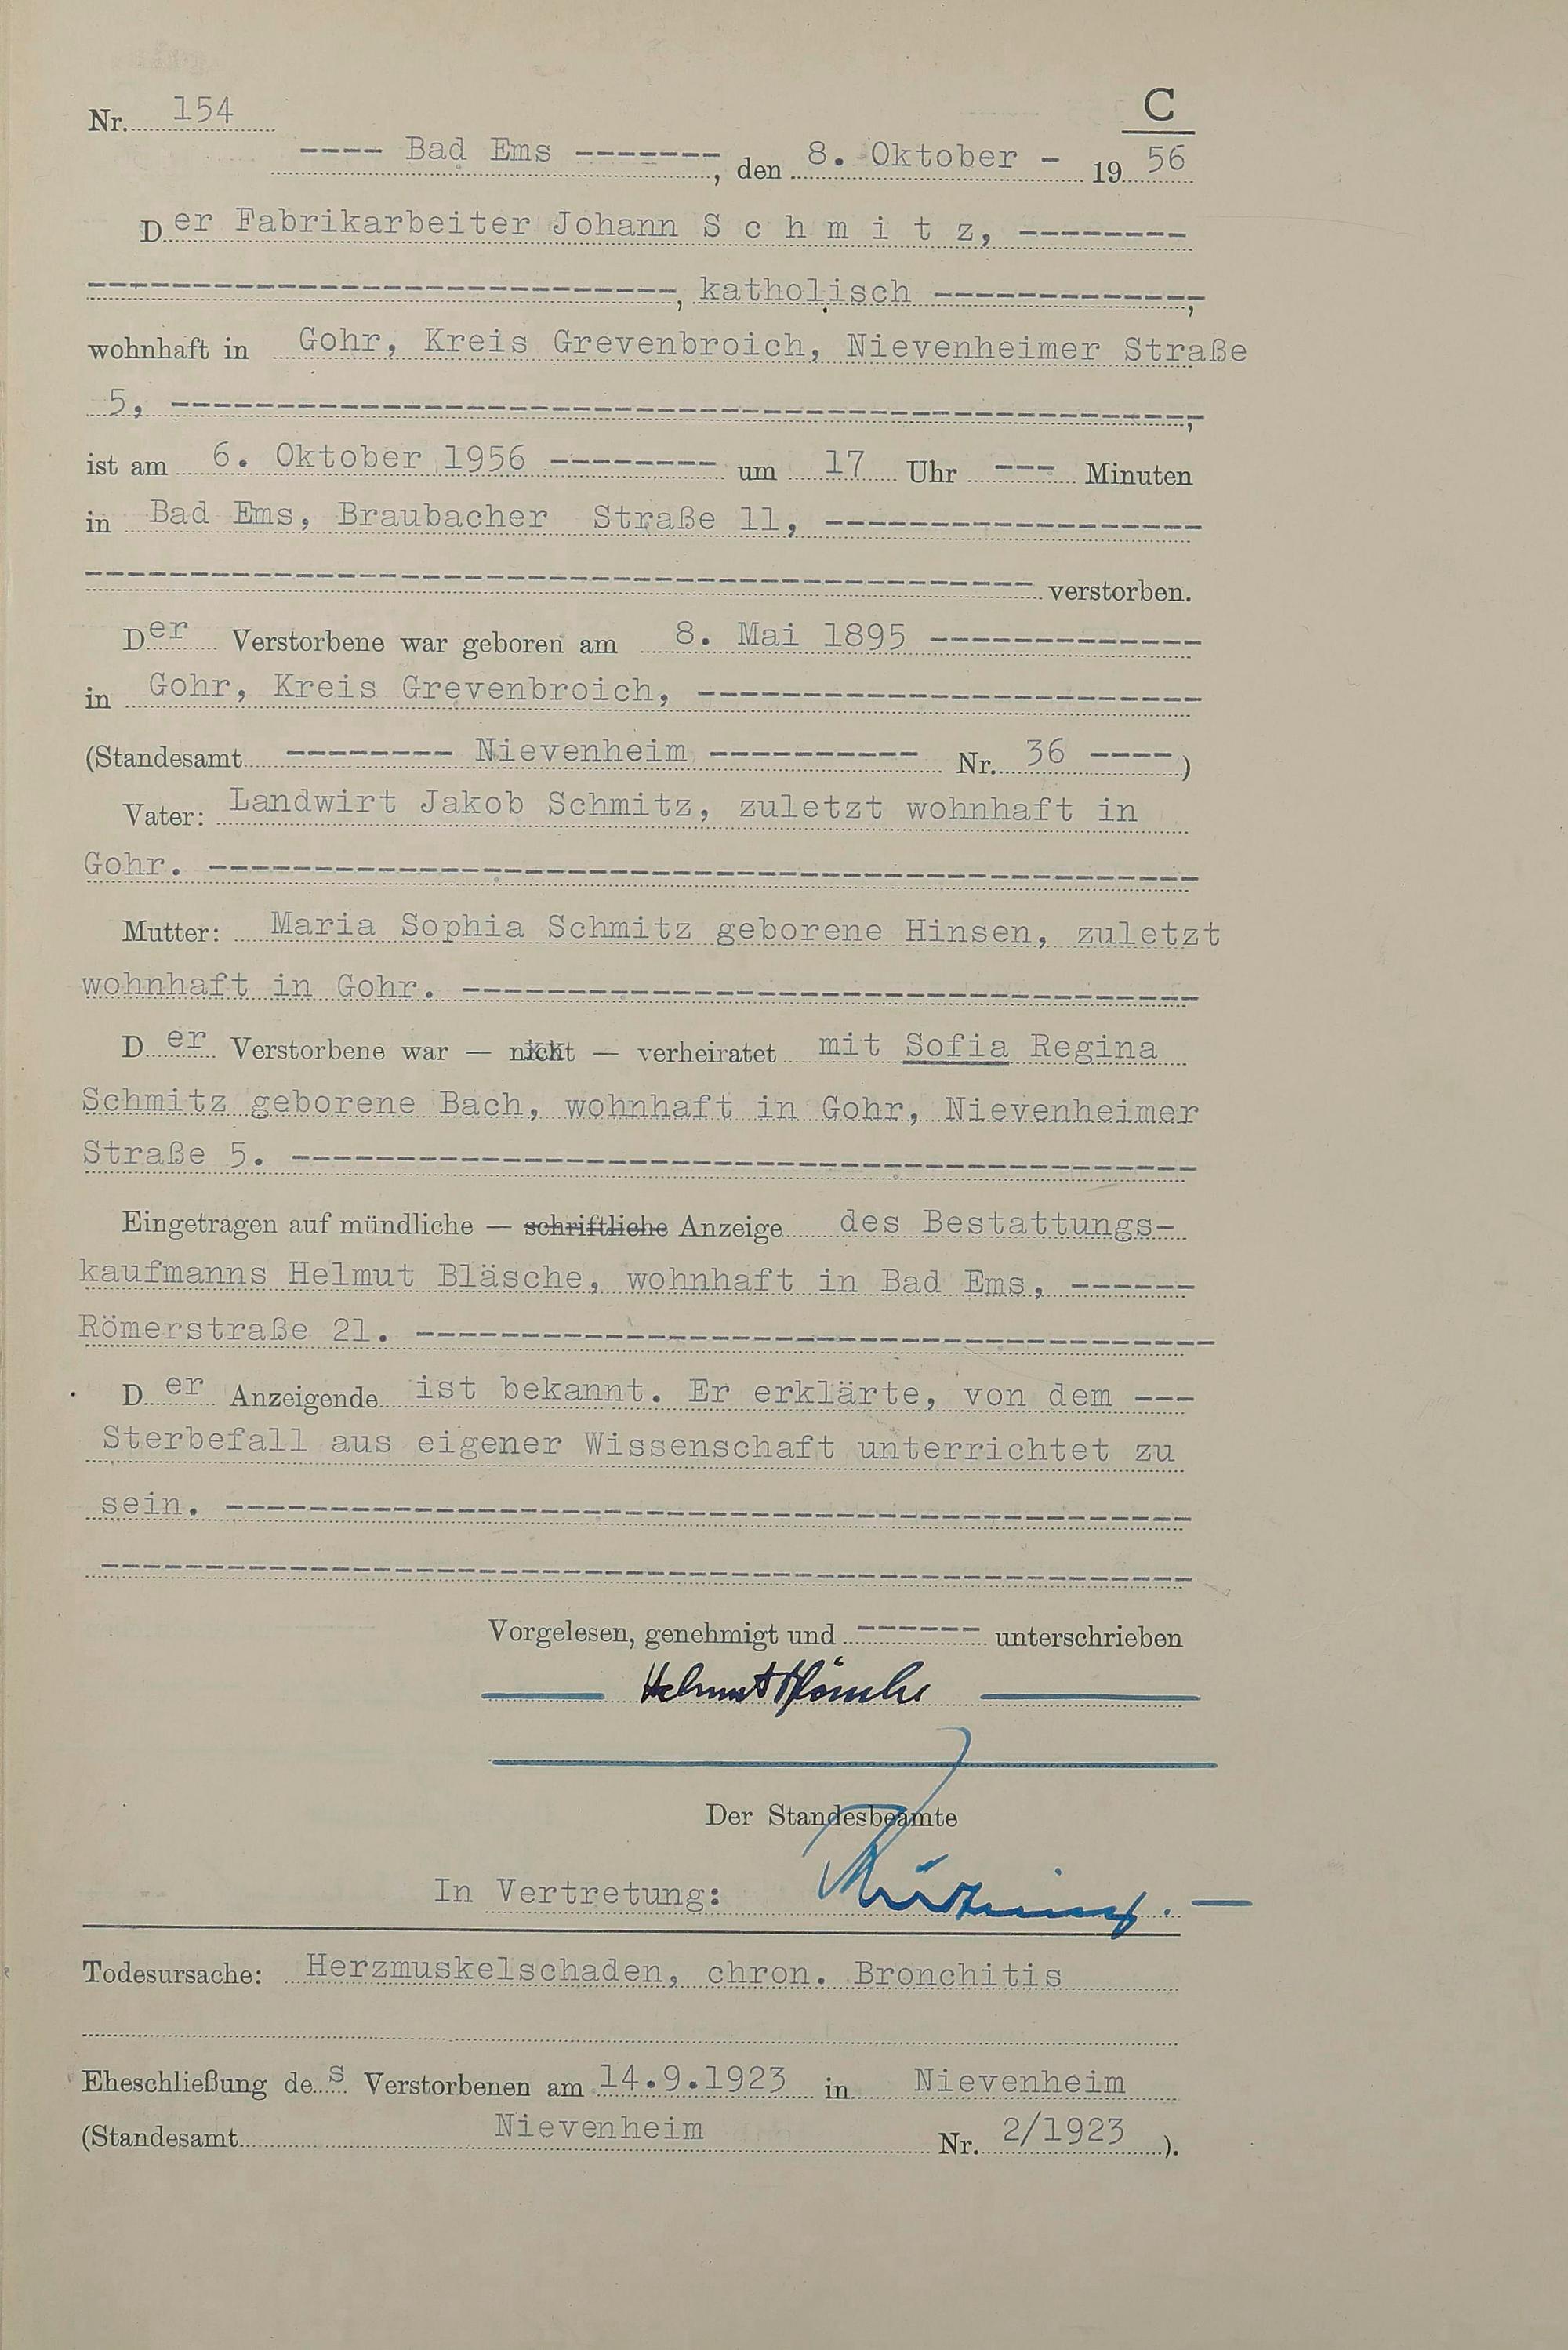 C
Nr. 154
---- Bad Ems -------, den 8. Oktober - 19 56
Der Fabrikarbeiter Johann S c h m i t z, --------
----------------------------, katholisch -------------,
wohnhaft in Gohr, Kreis Grevenbroich, Nievenheimer Straße
5, -------------------------------------------------,
ist am 6. Oktober 1956 -------- um 17 Uhr --- Minuten
in Bad Ems, Braubacher Straße 11, ------------------
--------------------------------------------- verstorben.
Der Verstorbene war geboren am 8. Mai 1895 -------------
in Gohr, Kreis Grevenbroich, ------------------------
(Standesamt -------- Nievenheim ---------- Nr. 36 ----)
Vater: Landwirt Jakob Schmitz, zuletzt wohnhaft in
Gohr. -----------------------------------------------
Mutter: Maria Sophia Schmitz geborene Hinsen, zuletzt
wohnhaft in Gohr. -----------------------------------
Der Verstorbene war — nicht — verheiratet mit Sofia Regina
Schmitz geborene Bach, wohnhaft in Gohr, Nievenheimer
Straße 5. -------------------------------------------
Eingetragen auf mündliche — schriftliche Anzeige des Bestattungs-
kaufmanns Helmut Bläsche, wohnhaft in Bad Ems, ------
Römerstraße 21. --------------------------------------
Der Anzeigende ist bekannt. Er erklärte, von dem ---
Sterbefall aus eigener Wissenschaft unterrichtet zu
sein. ----------------------------------------------
----------------------------------------------------
Vorgelesen, genehmigt und ------ unterschrieben
Helmut Bläsche
Der Standesbeamte
In Vertretung:
Todesursache: Herzmuskelschaden, chron. Bronchitis
Eheschließung des Verstorbenen am 14.9.1923 in Nievenheim
(Standesamt Nievenheim Nr. 2/1923 ).